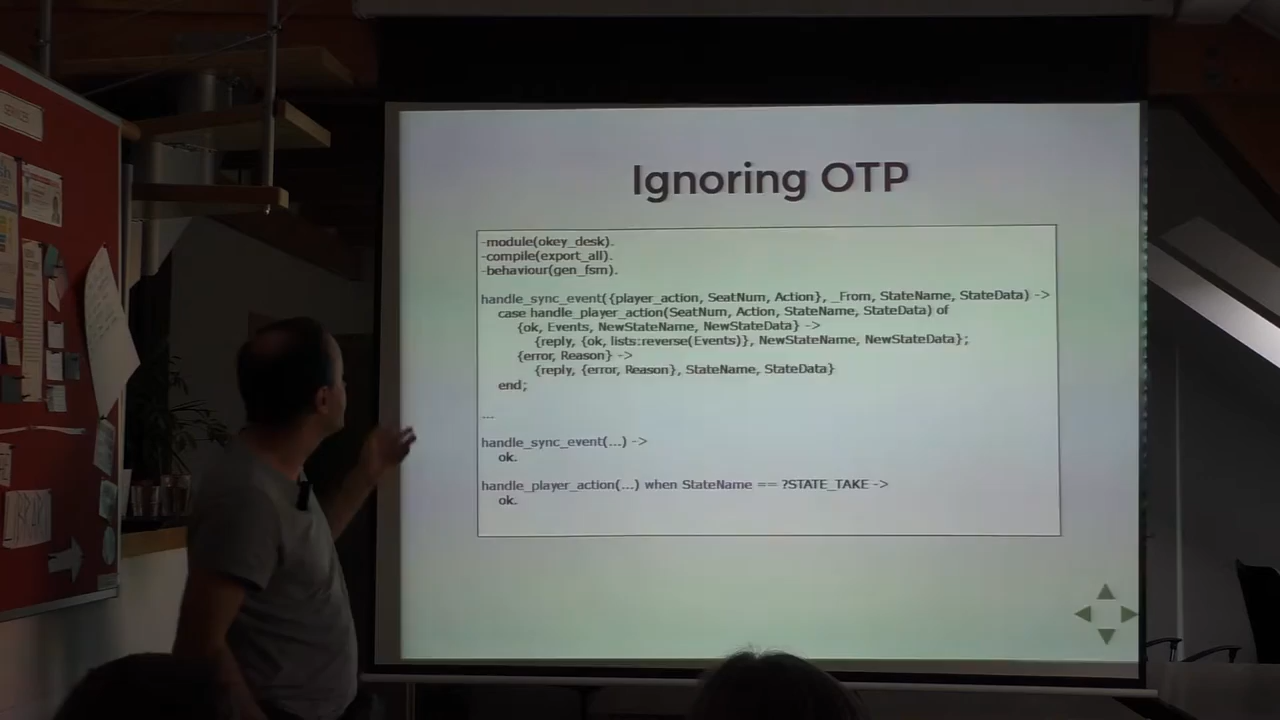 SERVICES
Ignoring OTP
-module(okey_desk).
-compile(export_all).
-behaviour(gen_fsm).
handle_sync_event({player_action, SeatNum, Action}, _From, StateName, StateData) ->
case handle_player_action(SeatNum, Action, StateName, StateData) of
{ok, Events, NewStateName, NewStateData} ->
{reply, {ok, lists:reverse(Events)}, NewStateName, NewStateData};
{error, Reason} ->
{reply, {error, Reason}, StateName, StateData}
end;
...
handle_sync_event(...) ->
ok.
handle_player_action(...) when StateName == ?STATE_TAKE ->
ok.